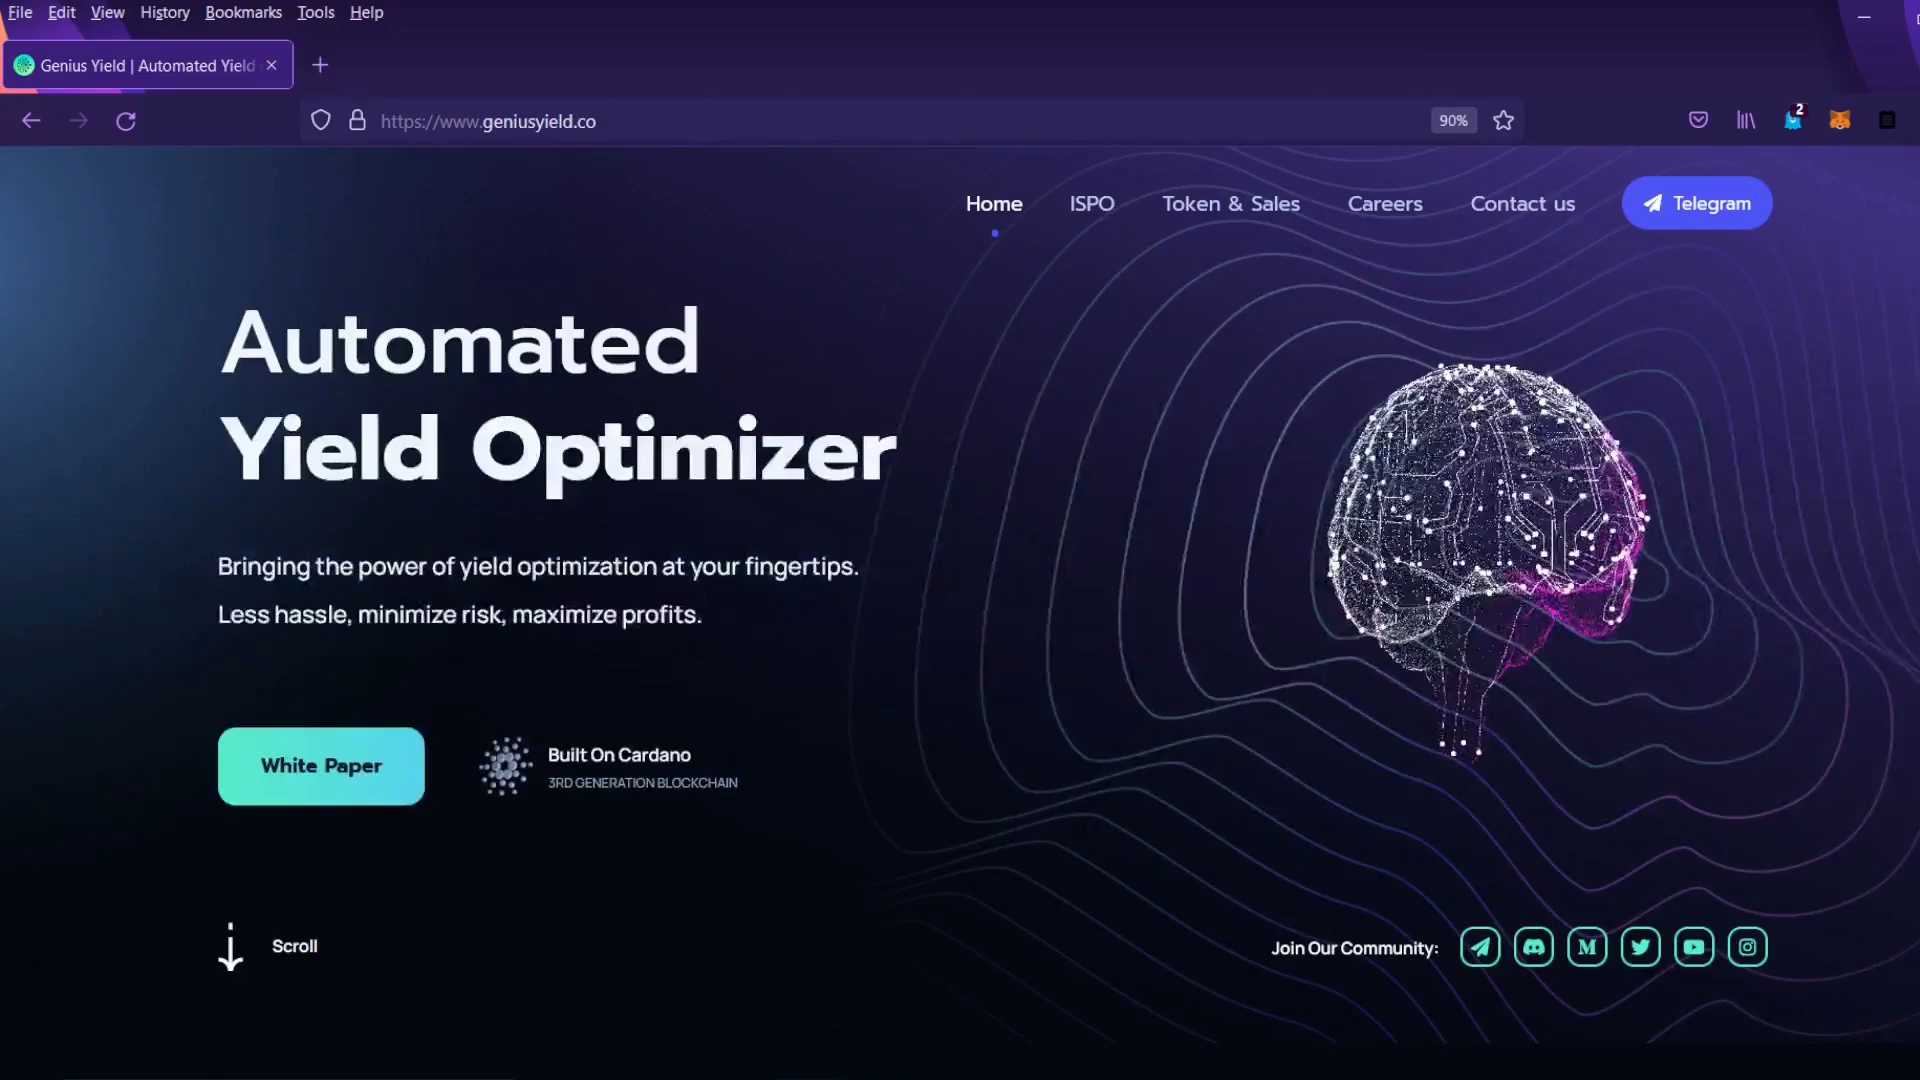 File Edit View History Bookmarks Tools Help
Genius Yield | Automated Yield
https://www.geniusyield.co
90%
2
Home ISPO Token & Sales Careers Contact us Telegram
Automated
Yield Optimizer
Bringing the power of yield optimization at your fingertips.
Less hassle, minimize risk, maximize profits.
White Paper
Built On Cardano
3RD GENERATION BLOCKCHAIN
Scroll
Join Our Community: